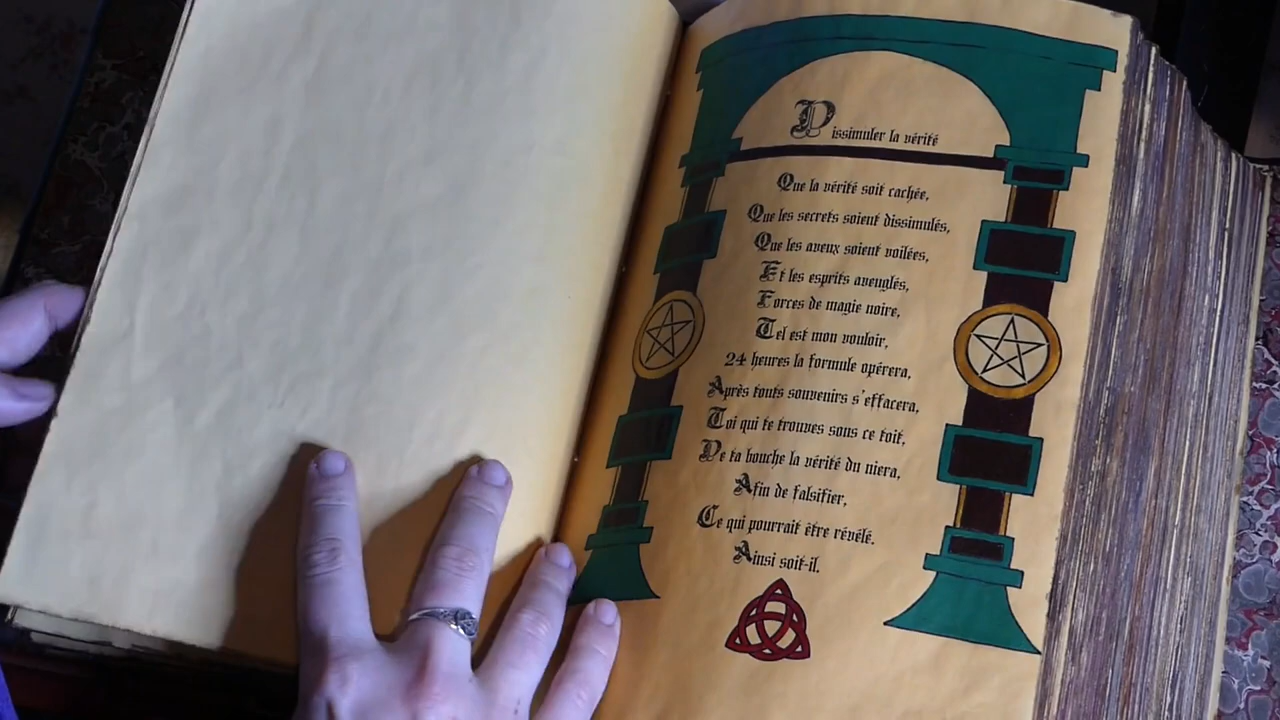 Dissimuler la vérité
Que la vérité soit cachée,
Que les secrets soient dissimulés,
Que les aveux soient voilées,
Et les esprits aveuglés,
Forces de magie noire,
Tel est mon vouloir,
24 heures la formule opérera,
Après touts souvenirs s'effacera,
Toi qui te trouves sous ce toit,
De ta bouche la vérité du niera,
Afin de falsifier,
Ce qui pourrait être révélé.
Ainsi soit-il.